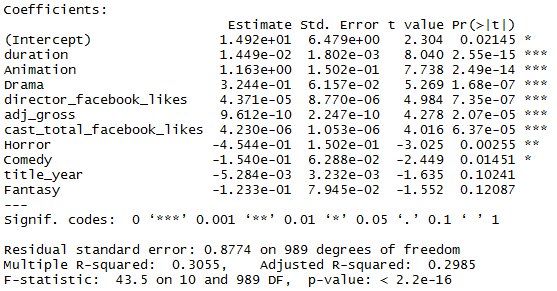 Coefficients:
                            Estimate Std. Error t value Pr(>|t|)
(Intercept)                1.492e+01  6.479e+00   2.304  0.02145 *
duration                   1.449e-02  1.802e-03   8.040 2.55e-15 ***
Animation                  1.163e+00  1.502e-01   7.738 2.49e-14 ***
Drama                      3.244e-01  6.157e-02   5.269 1.68e-07 ***
director_facebook_likes    4.371e-05  8.770e-06   4.984 7.35e-07 ***
adj_gross                  9.612e-10  2.247e-10   4.278 2.07e-05 ***
cast_total_facebook_likes  4.230e-06  1.053e-06   4.016 6.37e-05 ***
Horror                    -4.544e-01  1.502e-01  -3.025  0.00255 **
Comedy                    -1.540e-01  6.288e-02  -2.449  0.01451 *
title_year                -5.284e-03  3.232e-03  -1.635  0.10241
Fantasy                   -1.233e-01  7.945e-02  -1.552  0.12087
---
Signif. codes:  0 ‘***’ 0.001 ‘**’ 0.01 ‘*’ 0.05 ‘.’ 0.1 ‘ ’ 1
Residual standard error: 0.8774 on 989 degrees of freedom
Multiple R-squared:  0.3055,    Adjusted R-squared:  0.2985
F-statistic:  43.5 on 10 and 989 DF,  p-value: < 2.2e-16